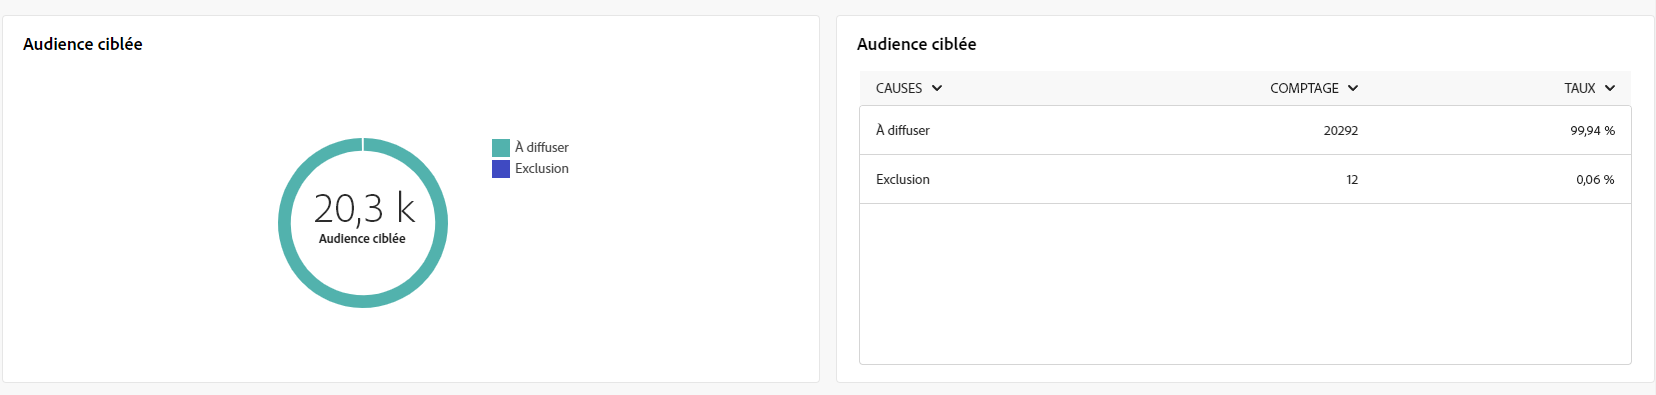 Audience ciblée
À diffuser
Exclusion
20,3 k
Audience ciblée
Audience ciblée
CAUSES COMPTAGE TAUX
À diffuser 20292 99,94 %
Exclusion 12 0,06 %